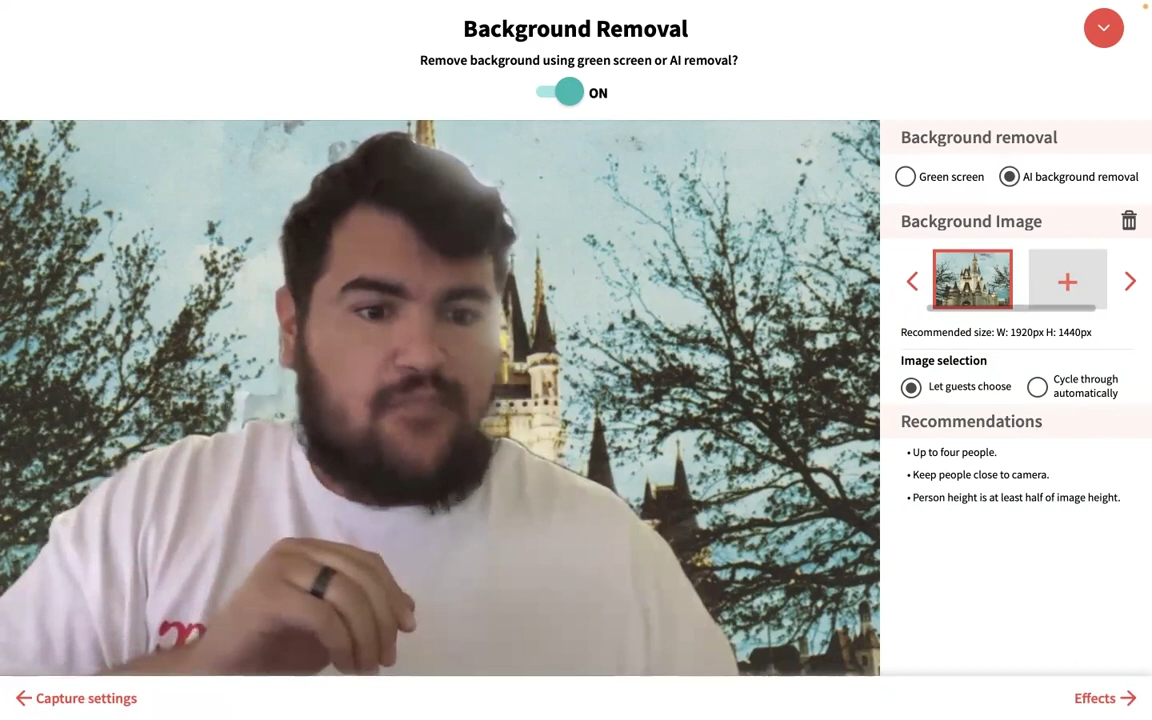 Background Removal
Remove background using green screen or AI removal?
ON
Background removal
Green screen
AI background removal
Background Image
Recommended size: W: 1920px H: 1440px
Image selection
Let guests choose
Cycle through
automatically
Recommendations
• Up to four people.
• Keep people close to camera.
• Person height is at least half of image height.
Capture settings
Effects